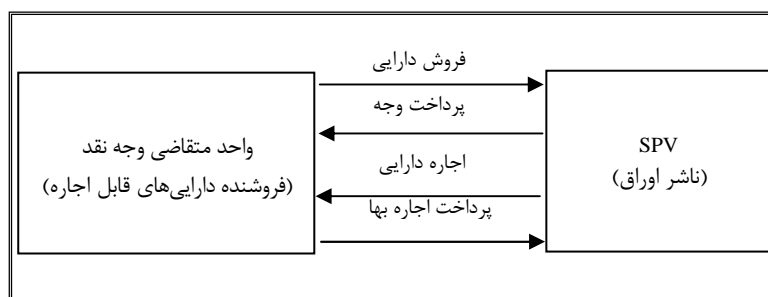 فروش دارایی
پرداخت وجه
اجاره دارایی
پرداخت اجاره بها
SPV
(ناشر اوراق)
واحد متقاضی وجه نقد
(فروشنده دارایی‌های قابل اجاره)